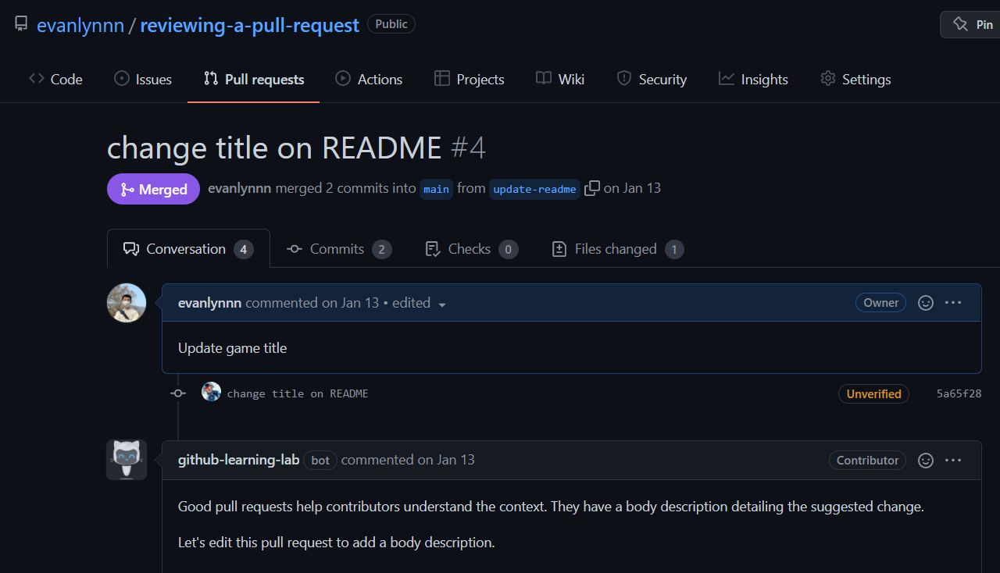 evanlynnn / reviewing-a-pull-request Public Pin
Code Issues Pull requests Actions Projects Wiki Security Insights Settings
change title on README #4
Merged evanlynnn merged 2 commits into main from update-readme on Jan 13
Conversation 4 Commits 2 Checks 0 Files changed 1
evanlynnn commented on Jan 13 • edited Owner
Update game title
change title on README Unverified 5a65f28
github-learning-lab bot commented on Jan 13 Contributor
Good pull requests help contributors understand the context. They have a body description detailing the suggested change.
Let's edit this pull request to add a body description.